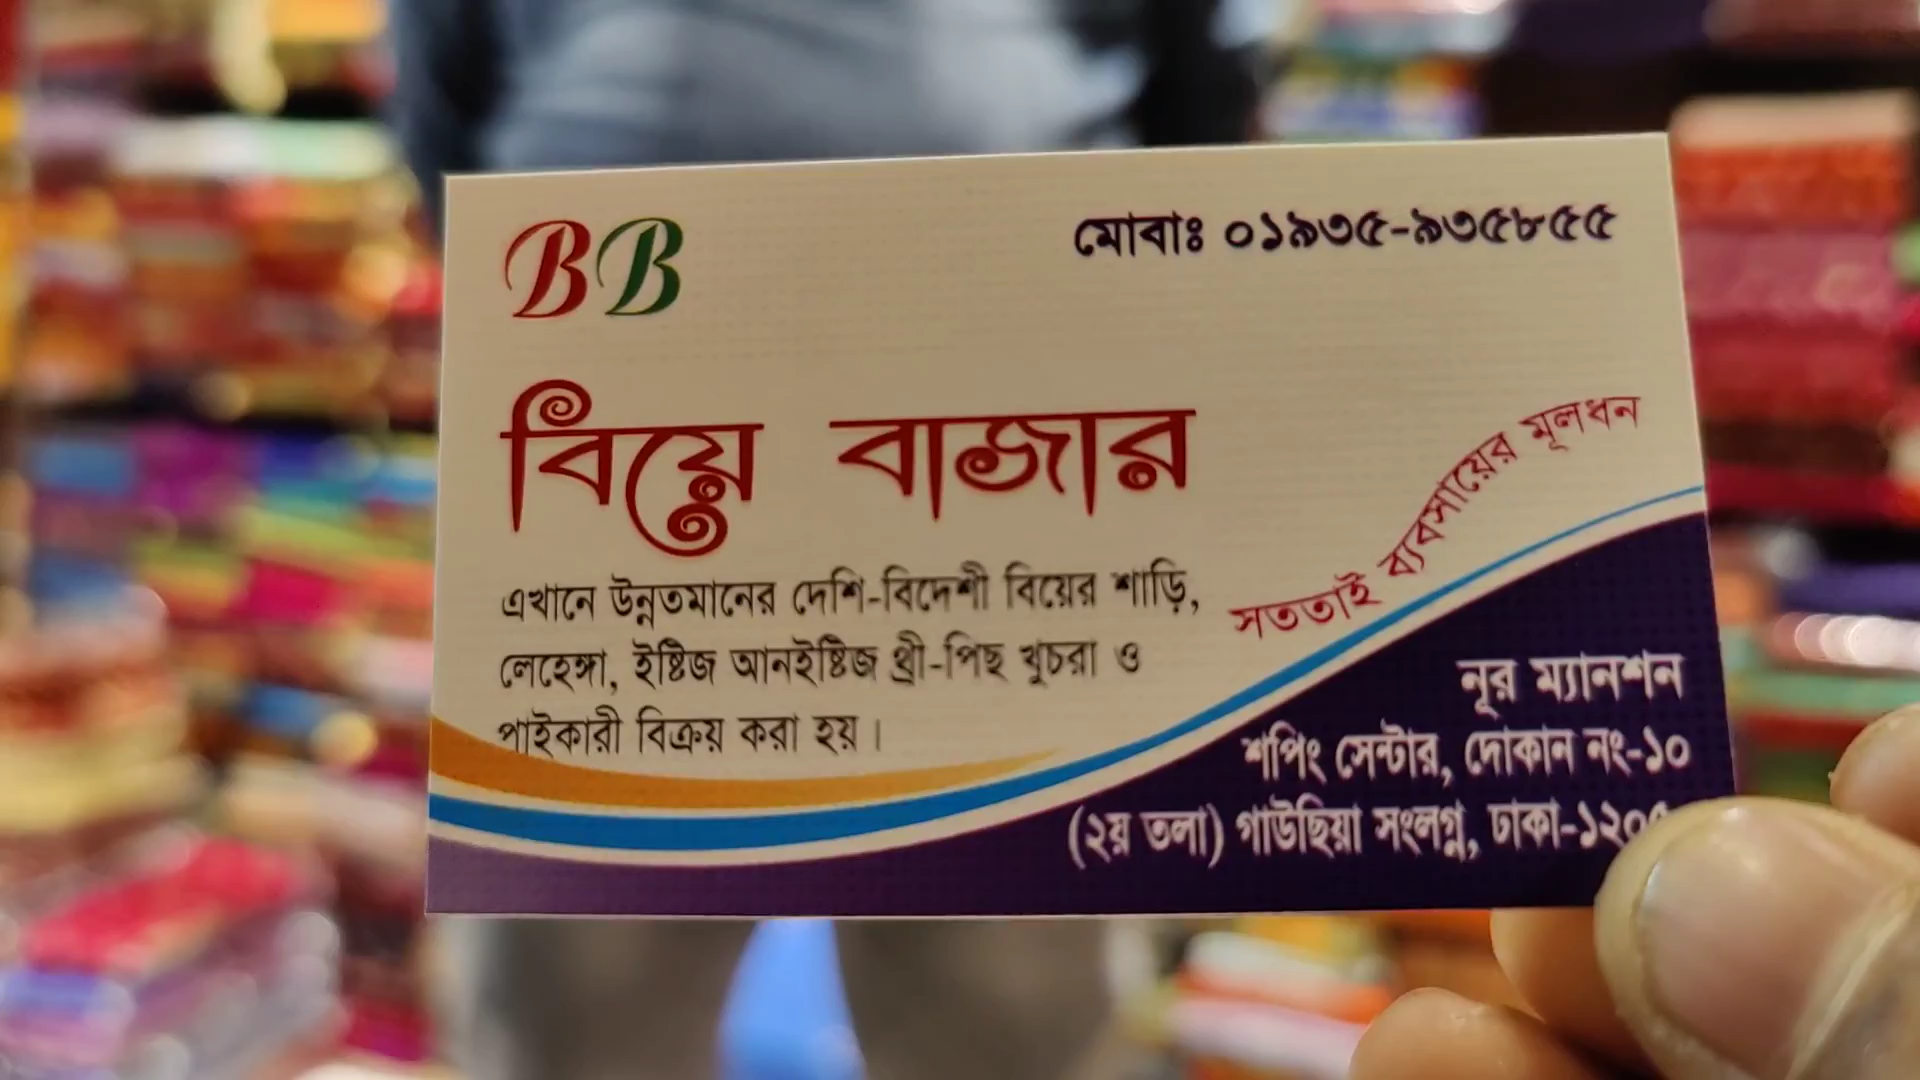 BB
মোবাঃ ০১৯৩৫-৯৩৫৮৫৫
বিয়ে বাজার
সততাই ব্যবসায়ের মূলধন
এখানে উন্নতমানের দেশি-বিদেশী বিয়ের শাড়ি,
লেহেঙ্গা, ইষ্টিজ আনইষ্টিজ থ্রী-পিছ খুচরা ও
পাইকারী বিক্রয় করা হয়।
নূর ম্যানশন
শপিং সেন্টার, দোকান নং-১০
(২য় তলা) গাউছিয়া সংলগ্ন, ঢাকা-১২০৫